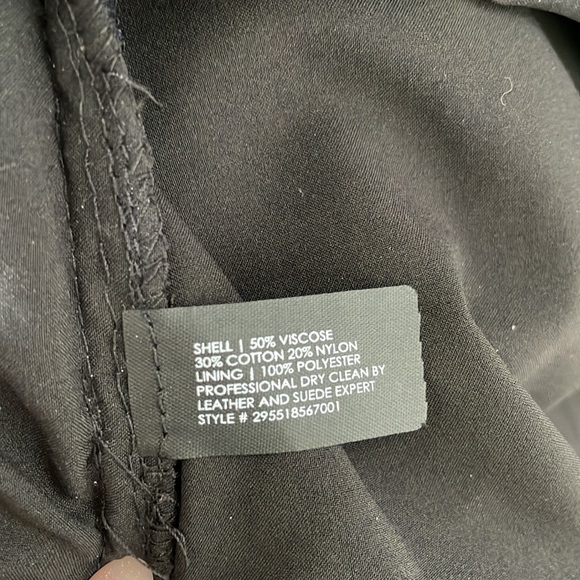 SHELL | 50% VISCOSE
30% COTTON 20% NYLON
LINING | 100% POLYESTER
PROFESSIONAL DRY CLEAN BY
LEATHER AND SUEDE EXPERT
STYLE # 295518567001